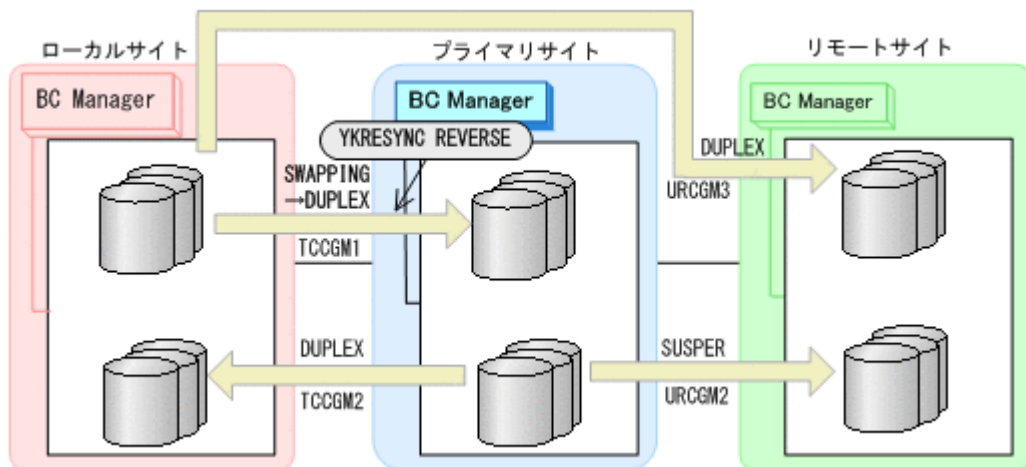 ローカルサイト
プライマリサイト
リモートサイト
BC Manager
BC Manager
BC Manager
YKRESYNC REVERSE
DUPLEX
SWAPPING
→DUPLEX
URCGM3
TCCGM1
DUPLEX
SUSPER
TCCGM2
URCGM2